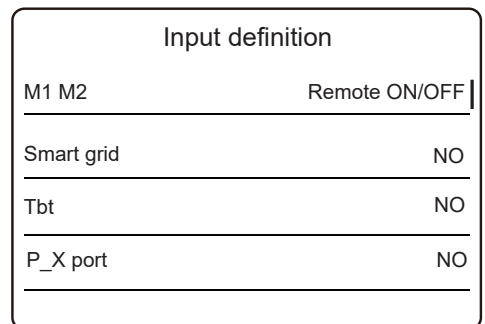 Input definition
M1 M2 Remote ON/OFF
Smart grid NO
Tbt NO
P_X port NO